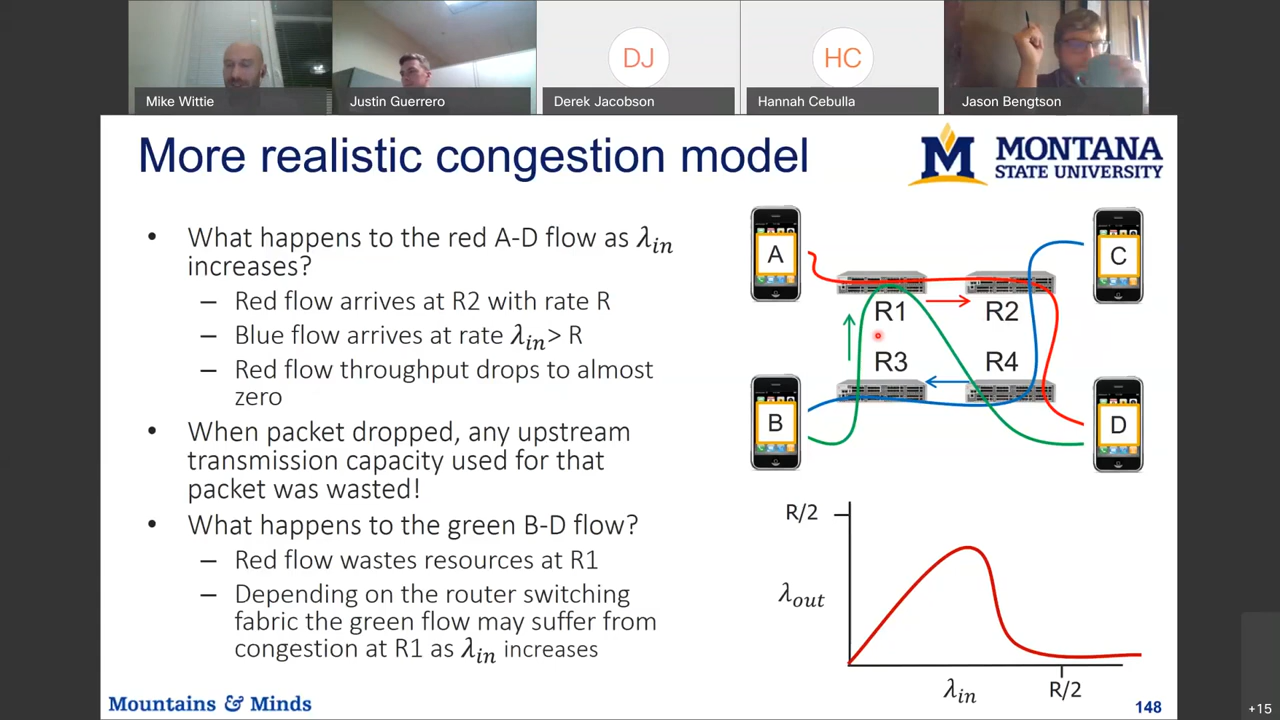 DJ
HC
Mike Wittie
Justin Guerrero
Derek Jacobson
Hannah Cebulla
Jason Bengtson
More realistic congestion model
M MONTANA
STATE UNIVERSITY
• What happens to the red A-D flow as λin
increases?
– Red flow arrives at R2 with rate R
– Blue flow arrives at rate λin> R
– Red flow throughput drops to almost
zero
• When packet dropped, any upstream
transmission capacity used for that
packet was wasted!
• What happens to the green B-D flow?
– Red flow wastes resources at R1
– Depending on the router switching
fabric the green flow may suffer from
congestion at R1 as λin increases
A
C
R1
R2
R3
R4
B
D
R/2
λout
λin
R/2
Mountains & Minds
148
+15